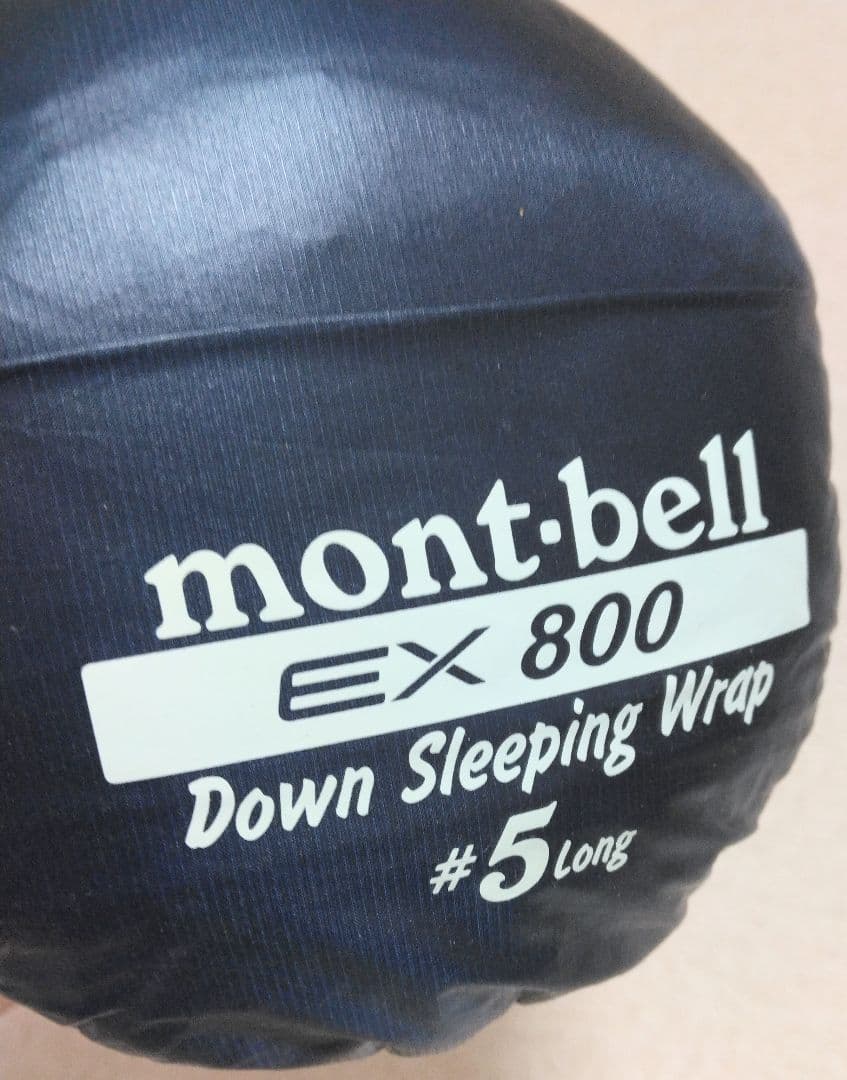 mont·bell
EX 800
Down Sleeping Wrap
#5 Long